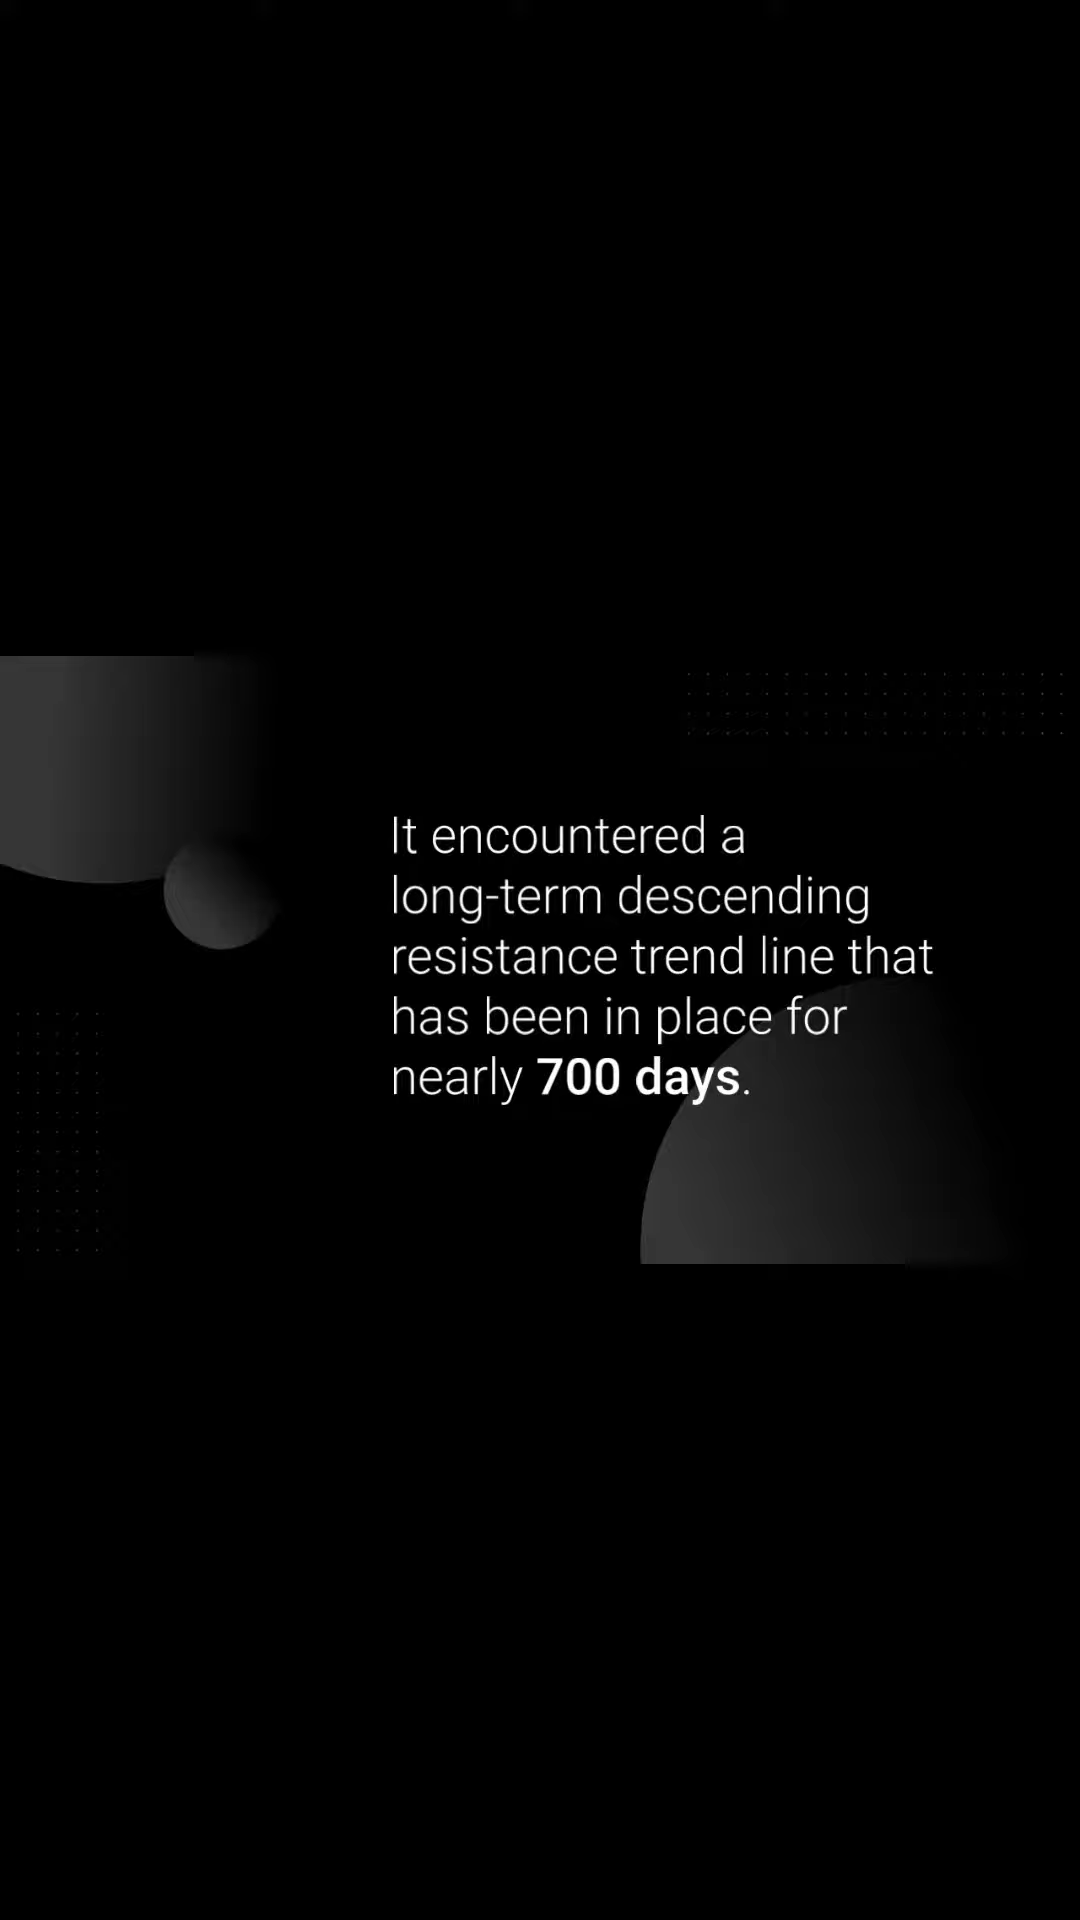 It encountered a
long-term descending
resistance trend line that
has been in place for
nearly 700 days.